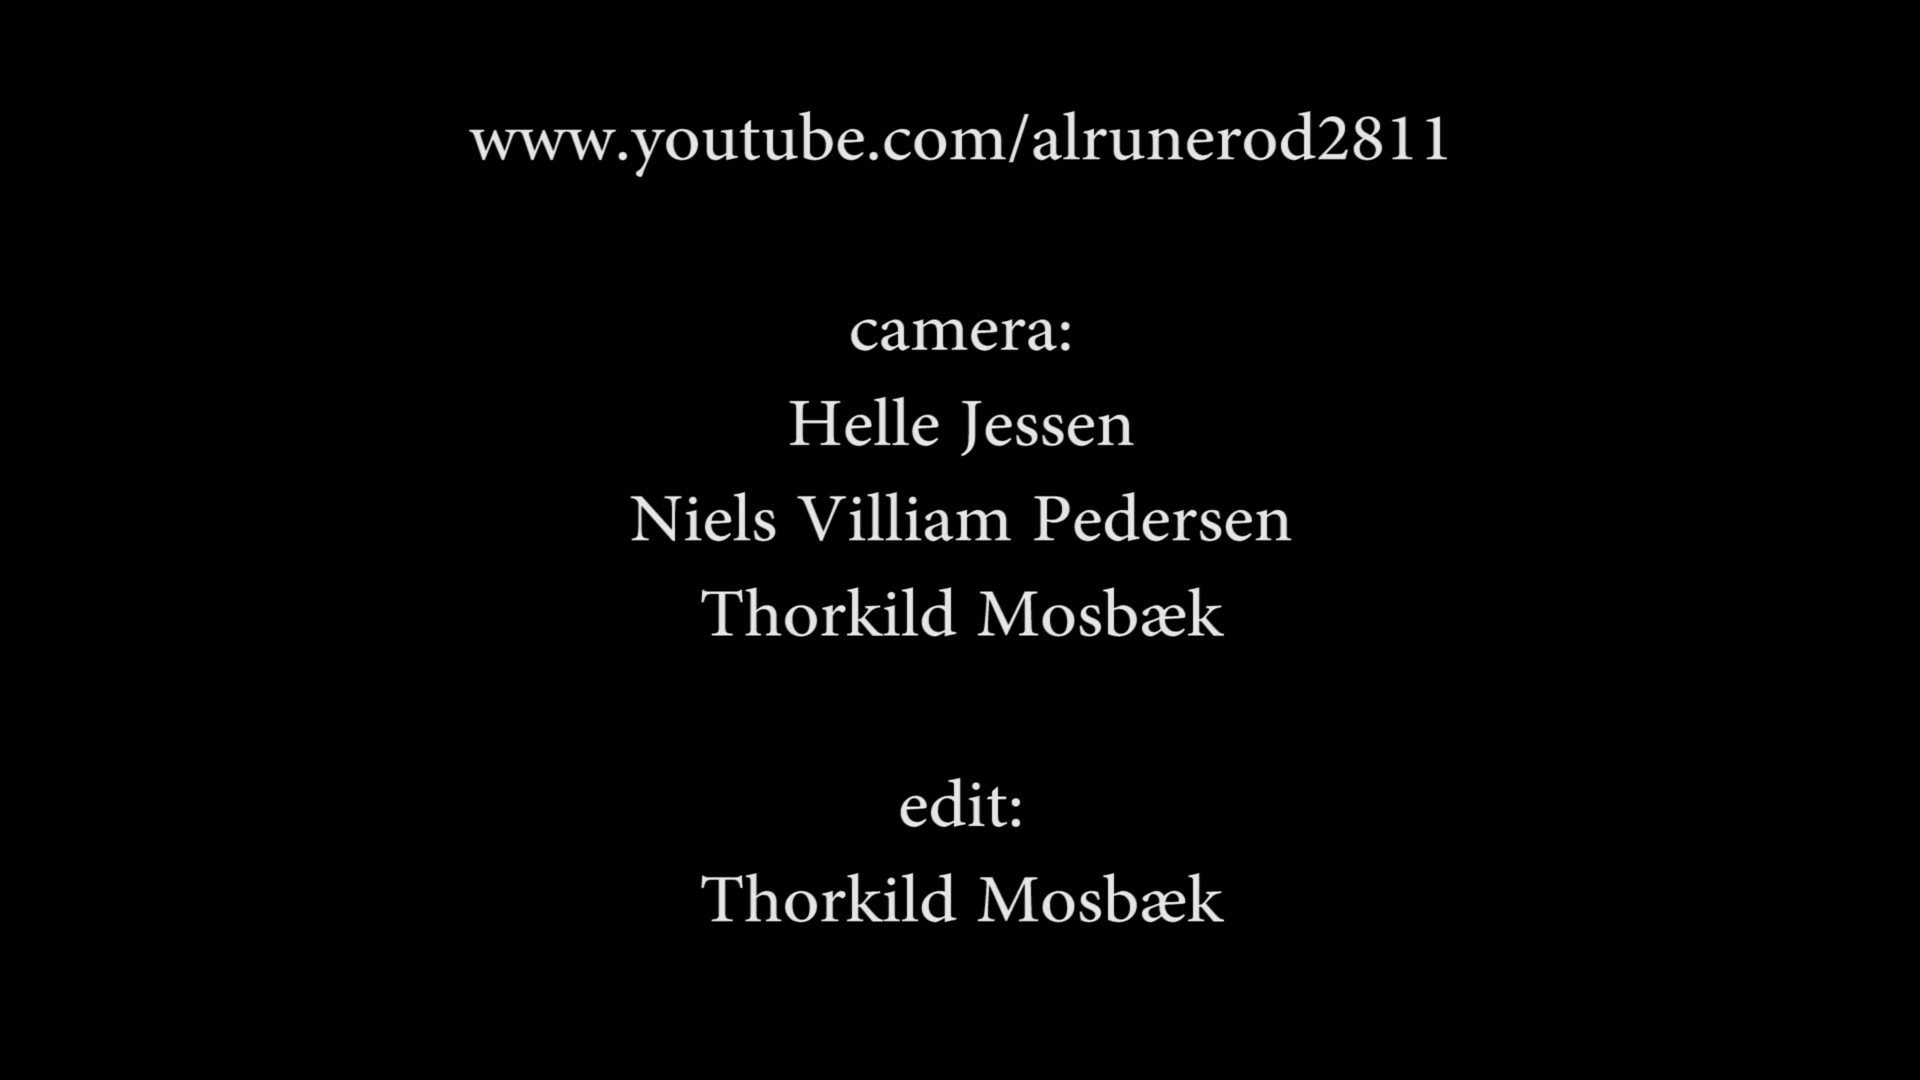 www.youtube.com/alrunerod2811
camera:
Helle Jessen
Niels Villiam Pedersen
Thorkild Mosbæk
edit:
Thorkild Mosbæk